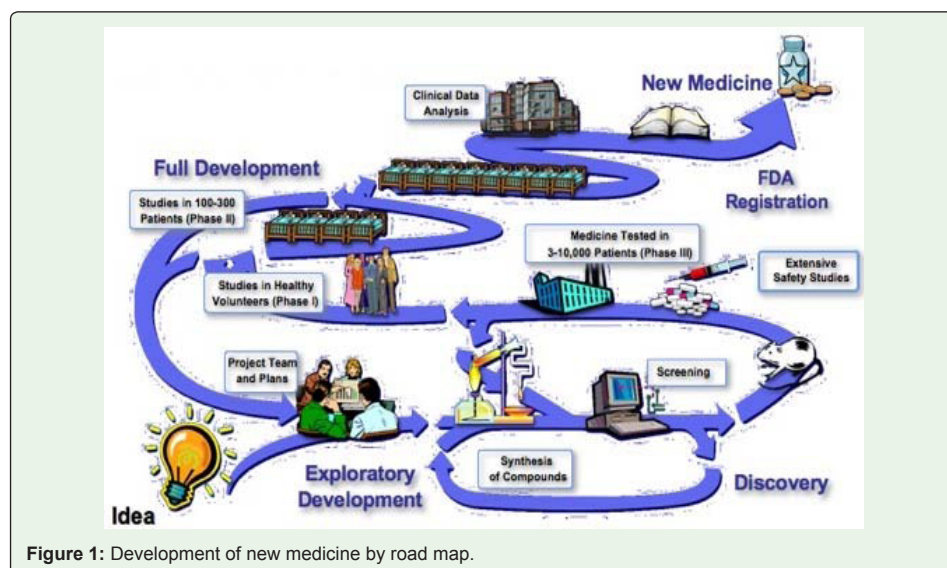 New Medicine
Clinical Data
Analysis
Full Development
FDA
Registration
Studies in 100-300
Patients (Phase II)
Medicine Tested in
3-10,000 Patients (Phase III)
Extensive
Safety Studies
Studies in Healthy
Volunteers (Phase I)
Project Team
and Plans
Screening
Synthesis
of Compounds
Exploratory
Development
Discovery
Idea
Figure 1: Development of new medicine by road map.